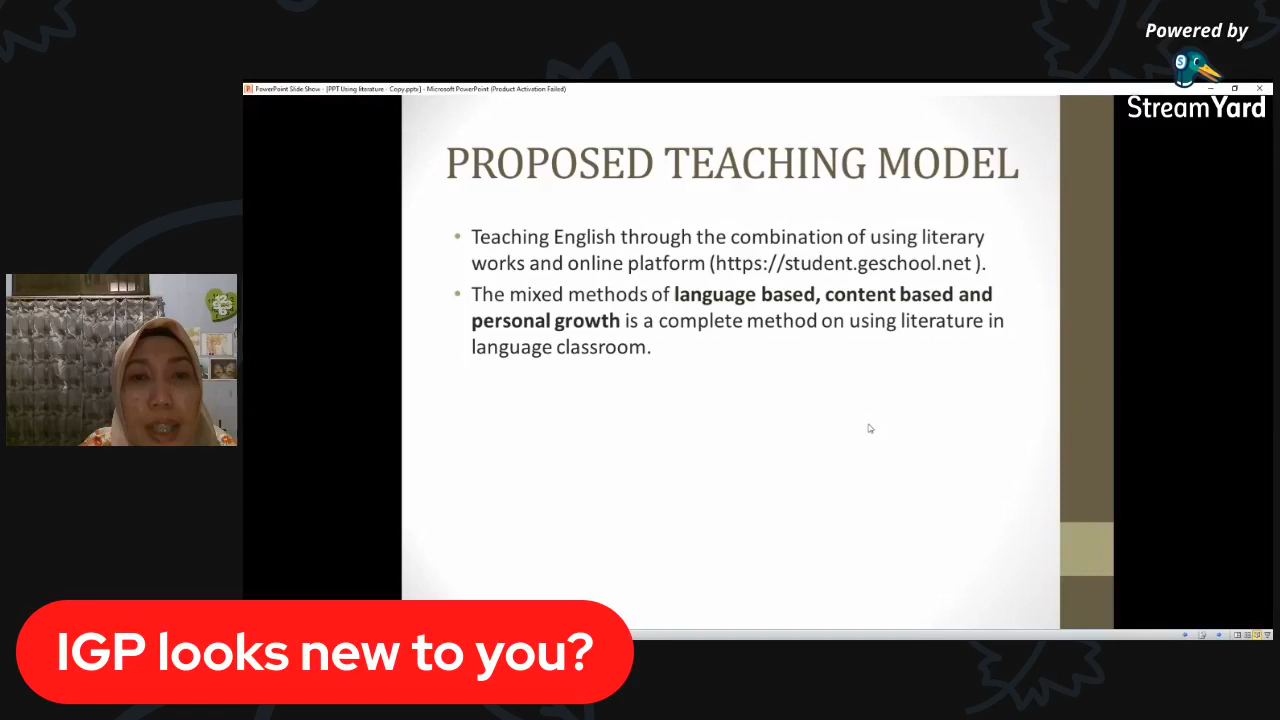 Powered by
StreamYard
PowerPoint Slide Show - [PPT Using literature - Copy.pptx] - Microsoft PowerPoint (Product Activation Failed)
PROPOSED TEACHING MODEL
• Teaching English through the combination of using literary
works and online platform (https://student.geschool.net ).
• The mixed methods of language based, content based and
personal growth is a complete method on using literature in
language classroom.
IGP looks new to you?